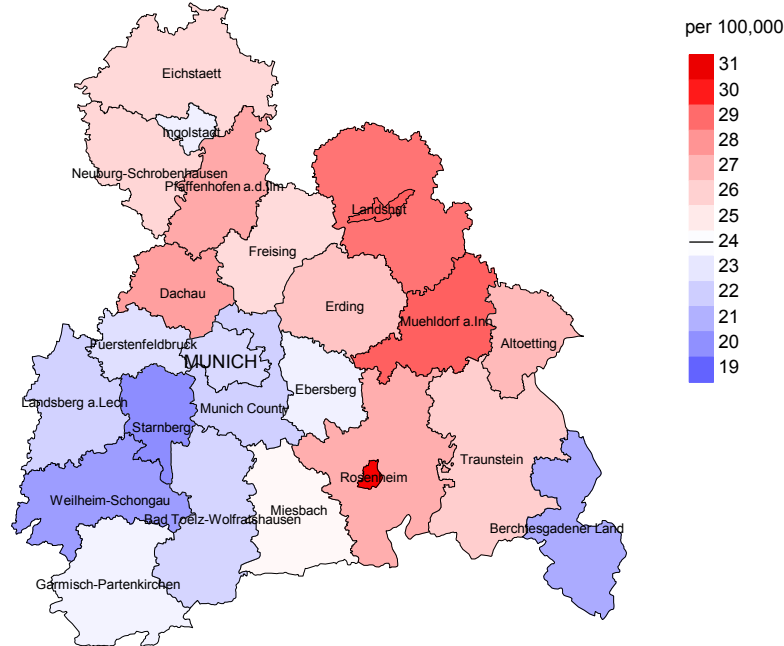 per 100,000
31
30
29
28
27
26
25
24
23
22
21
20
19
Eichstaett
Ingolstadt
Neuburg-Schrobenhausen
Pfaffenhofen a.d.Ilm
Landshut
Freising
Dachau
Erding
Muehldorf a.Inn
Altoetting
Fuerstenfeldbruck
MUNICH
Ebersberg
Landsberg a.Lech
Munich County
Starnberg
Traunstein
Rosenheim
Weilheim-Schongau
Miesbach
Bad Toelz-Wolfratshausen
Berchtesgadener Land
Garmisch-Partenkirchen